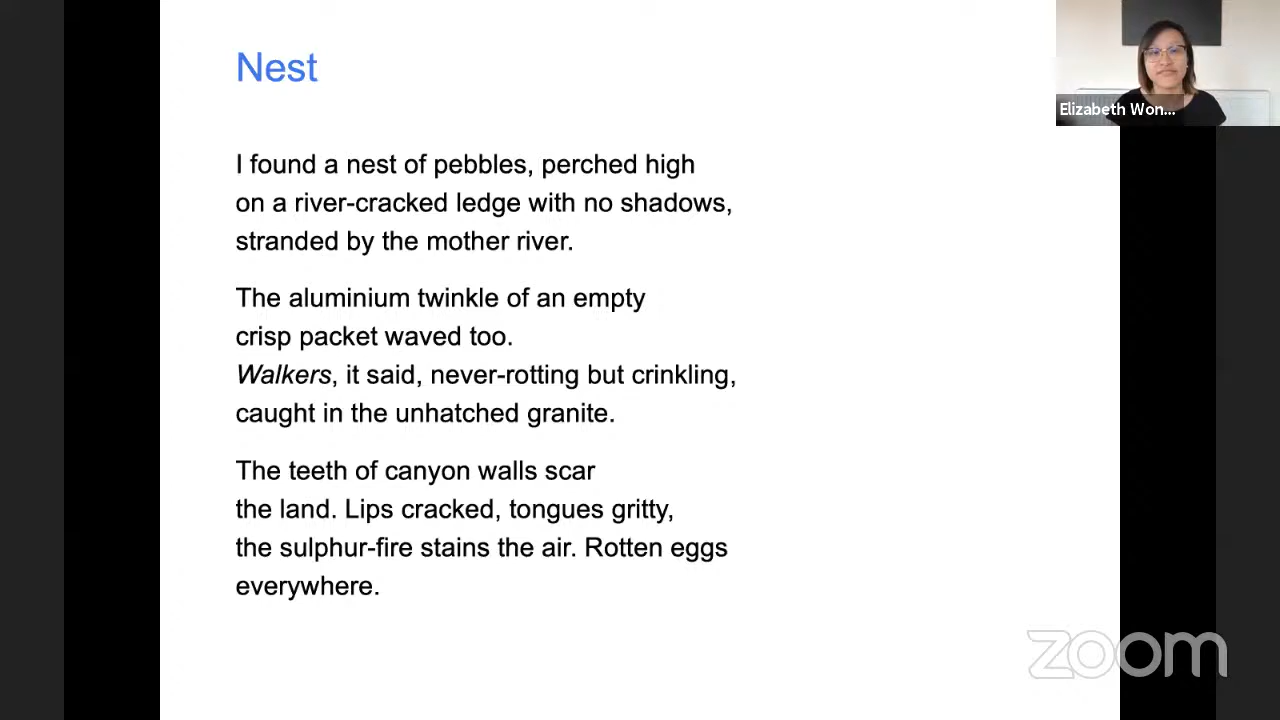 Nest
Elizabeth Won...
I found a nest of pebbles, perched high
on a river-cracked ledge with no shadows,
stranded by the mother river.
The aluminium twinkle of an empty
crisp packet waved too.
Walkers, it said, never-rotting but crinkling,
caught in the unhatched granite.
The teeth of canyon walls scar
the land. Lips cracked, tongues gritty,
the sulphur-fire stains the air. Rotten eggs
everywhere.
zoom